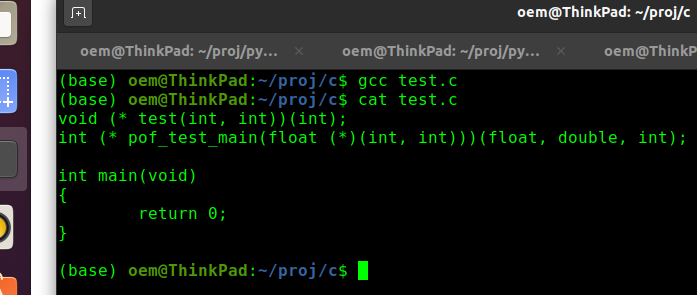 oem@ThinkPad: ~/proj/c
oem@ThinkPad: ~/proj/py... × oem@ThinkPad: ~/proj/py... × oem@ThinkP
(base) oem@ThinkPad:~/proj/c$ gcc test.c
(base) oem@ThinkPad:~/proj/c$ cat test.c
void (* test(int, int))(int);
int (* pof_test_main(float (*)(int, int)))(float, double, int);
int main(void)
{
        return 0;
}
(base) oem@ThinkPad:~/proj/c$